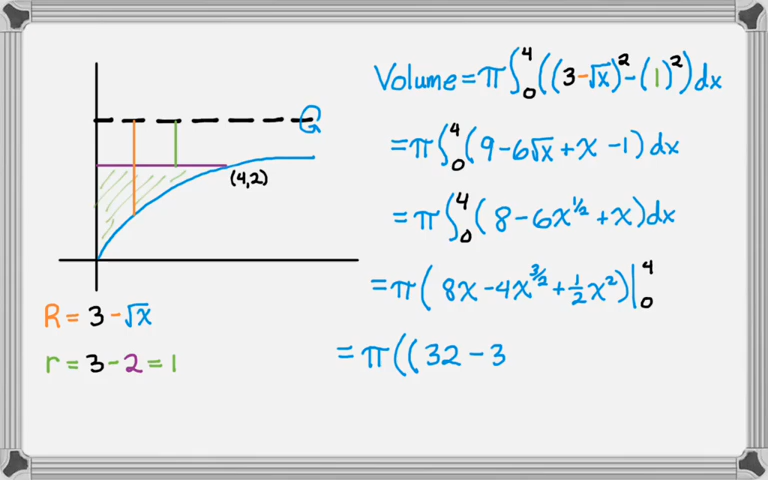 Volume = π∫₀⁴((3-√x)²-(1)²)dx
= π∫₀⁴(9-6√x+x-1)dx
(4,2)
= π∫₀⁴(8-6x^½+x)dx
= π(8x-4x^3/2+½x²)|₀⁴
R = 3-√x
r = 3-2=1
= π((32-3